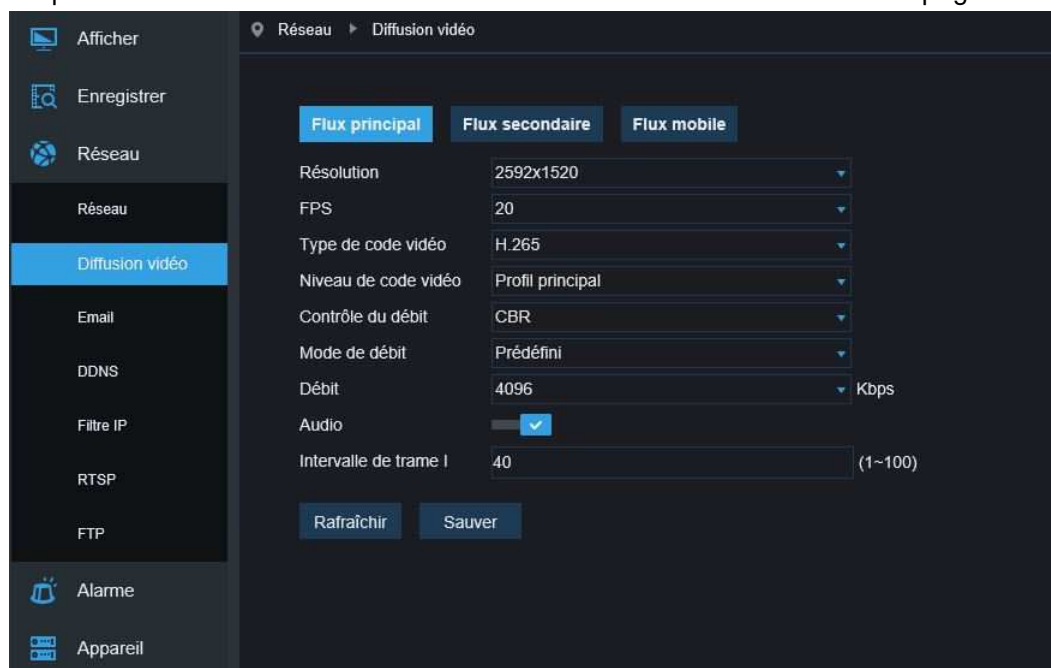 Afficher
Enregistrer
Réseau
Réseau
Diffusion vidéo
Email
DDNS
Filtre IP
RTSP
FTP
Alarme
Appareil
Réseau Diffusion vidéo
Flux principal Flux secondaire Flux mobile
Résolution 2592x1520
FPS 20
Type de code vidéo H.265
Niveau de code vidéo Profil principal
Contrôle du débit CBR
Mode de débit Prédéfini
Débit 4096 Kbps
Audio
Intervalle de trame I 40 (1~100)
Rafraîchir Sauver